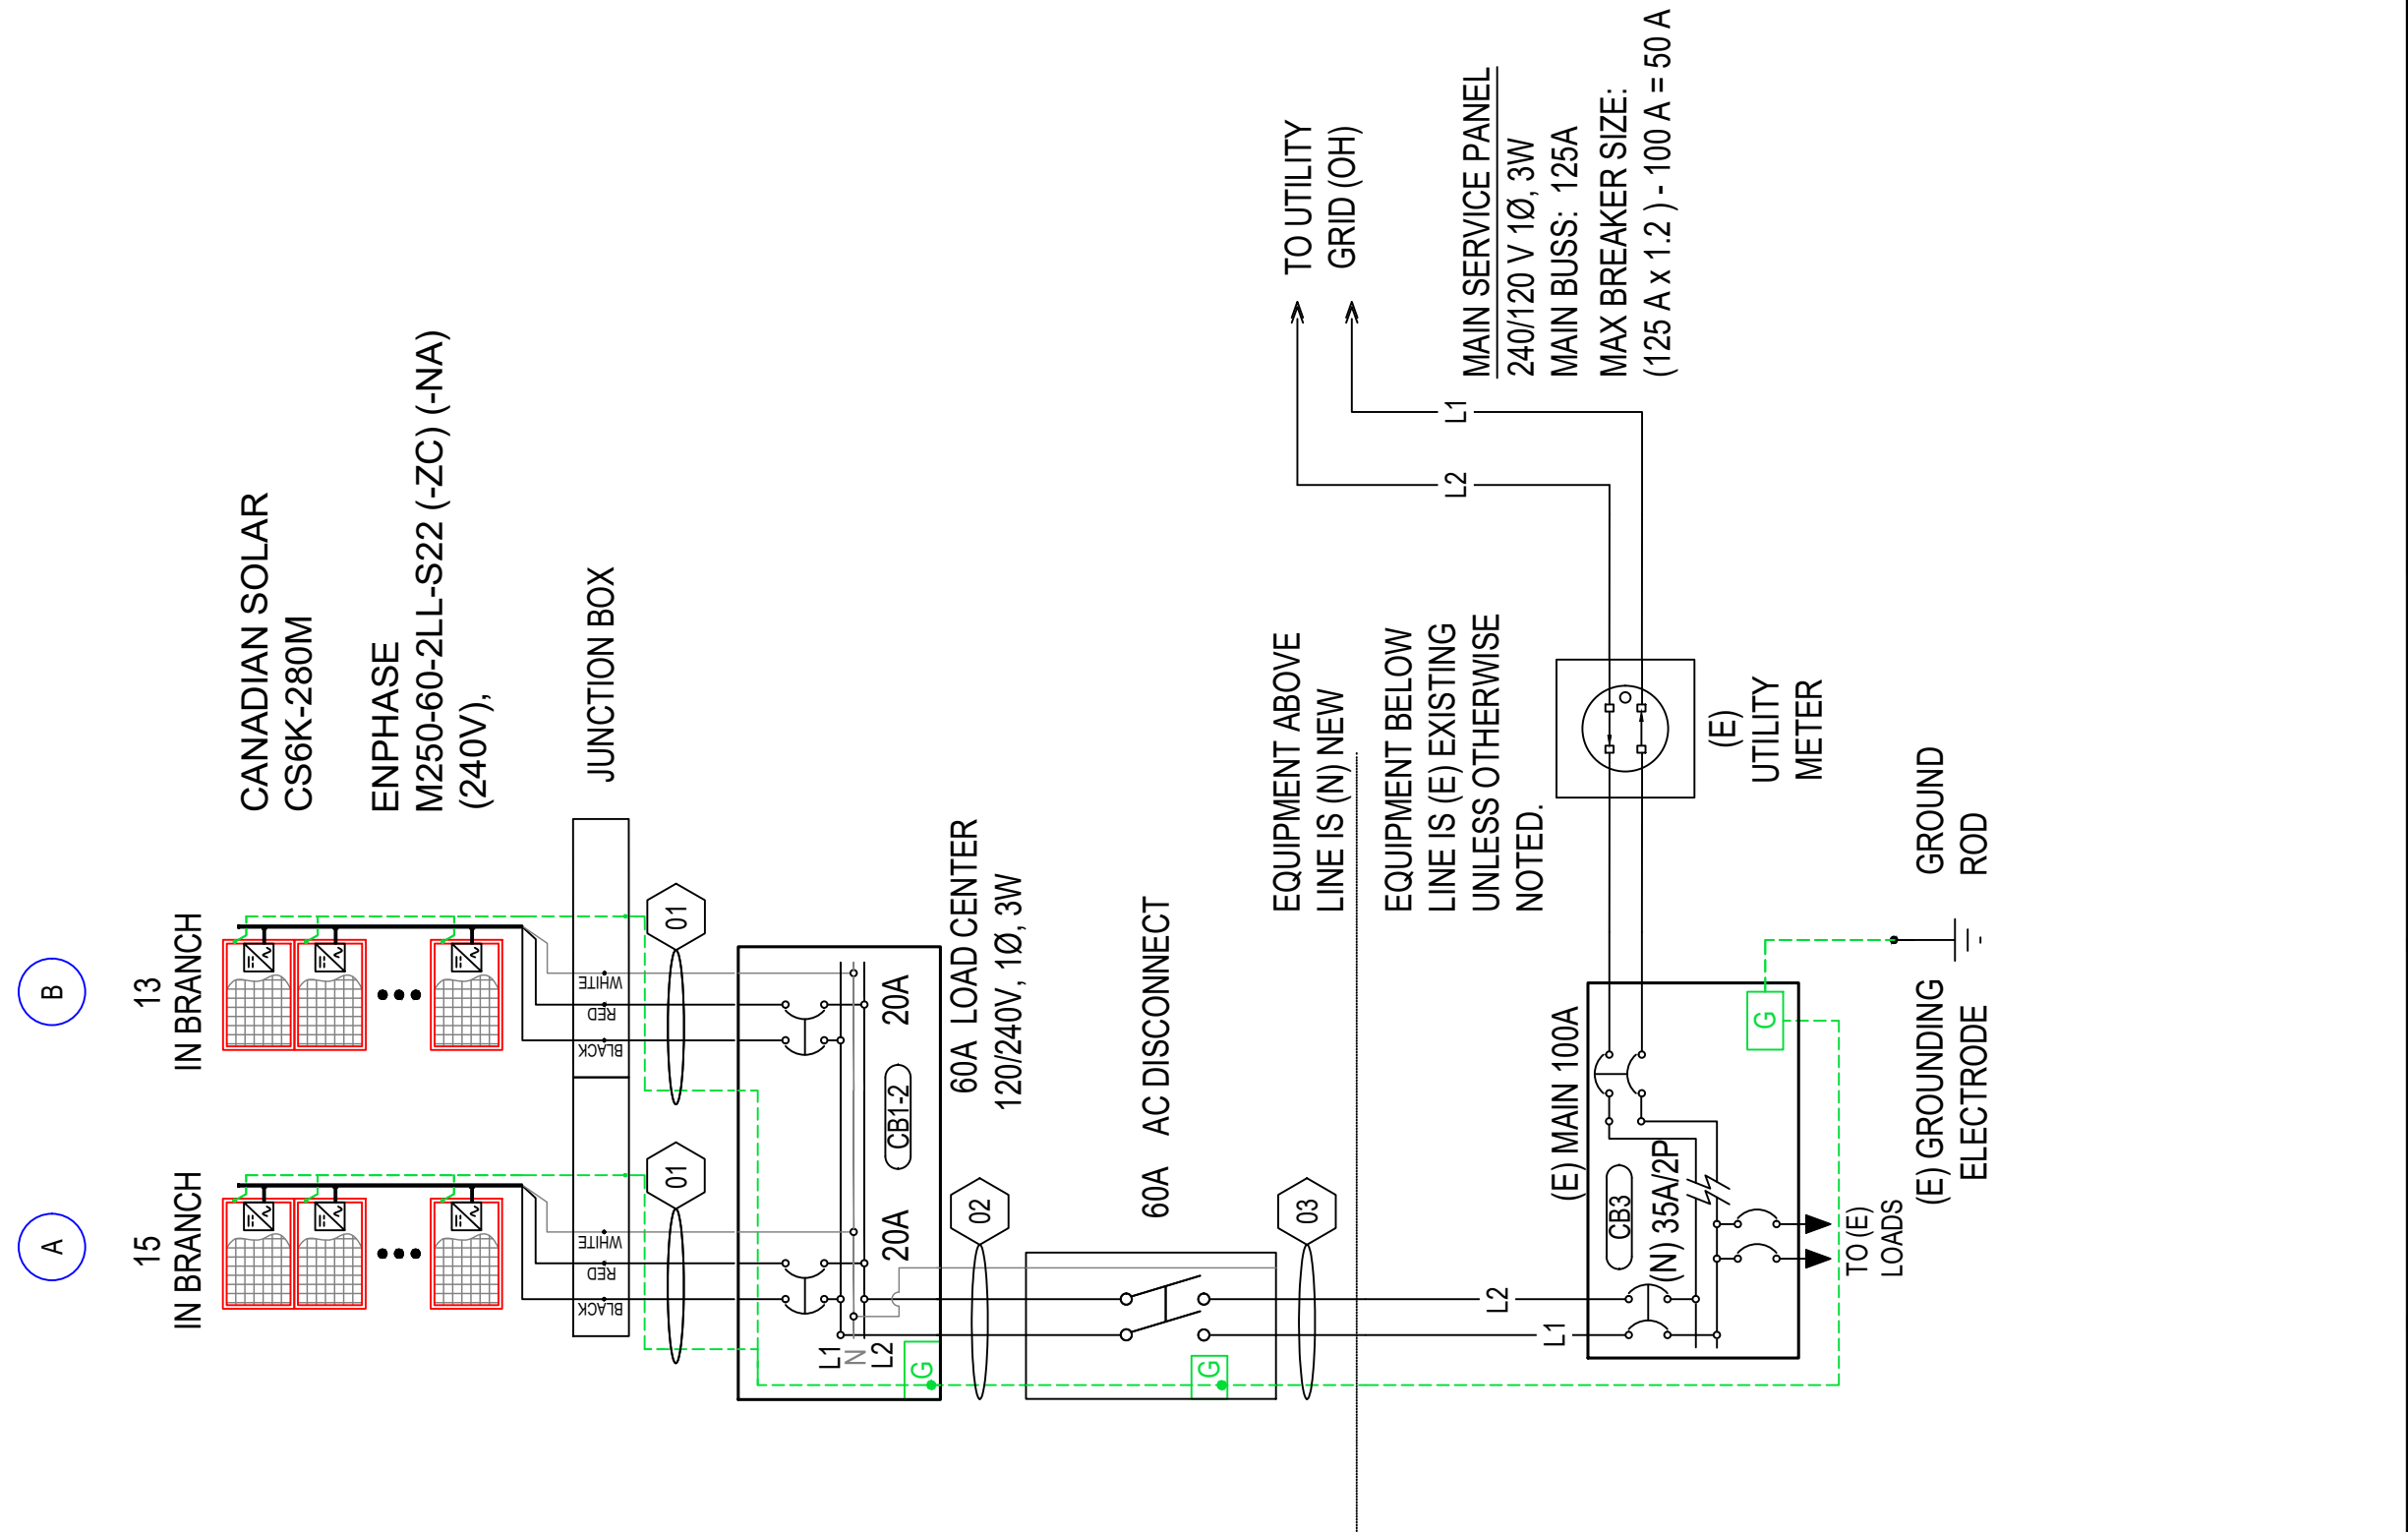 A
B
15
IN BRANCH
13
IN BRANCH
CANADIAN SOLAR
CS6K-280M
ENPHASE
M250-60-2LL-S22 (-ZC) (-NA)
(240V),
JUNCTION BOX
BLACK
RED
WHITE
BLACK
RED
WHITE
01
01
L1
N
L2
G
20A
20A
CB1-2
60A LOAD CENTER
120/240V, 1Ø, 3W
02
60A AC DISCONNECT
G
03
EQUIPMENT ABOVE
LINE IS (N) NEW
EQUIPMENT BELOW
LINE IS (E) EXISTING
UNLESS OTHERWISE
NOTED.
TO UTILITY
GRID (OH)
L2
L1
MAIN SERVICE PANEL
240/120 V 1Ø, 3W
MAIN BUSS: 125A
MAX BREAKER SIZE:
(125 A x 1.2 ) - 100 A = 50 A
L1
L2
(E) MAIN 100A
CB3
(N) 35A/2P
G
(E)
UTILITY
METER
TO (E)
LOADS
(E) GROUNDING
ELECTRODE
GROUND
ROD